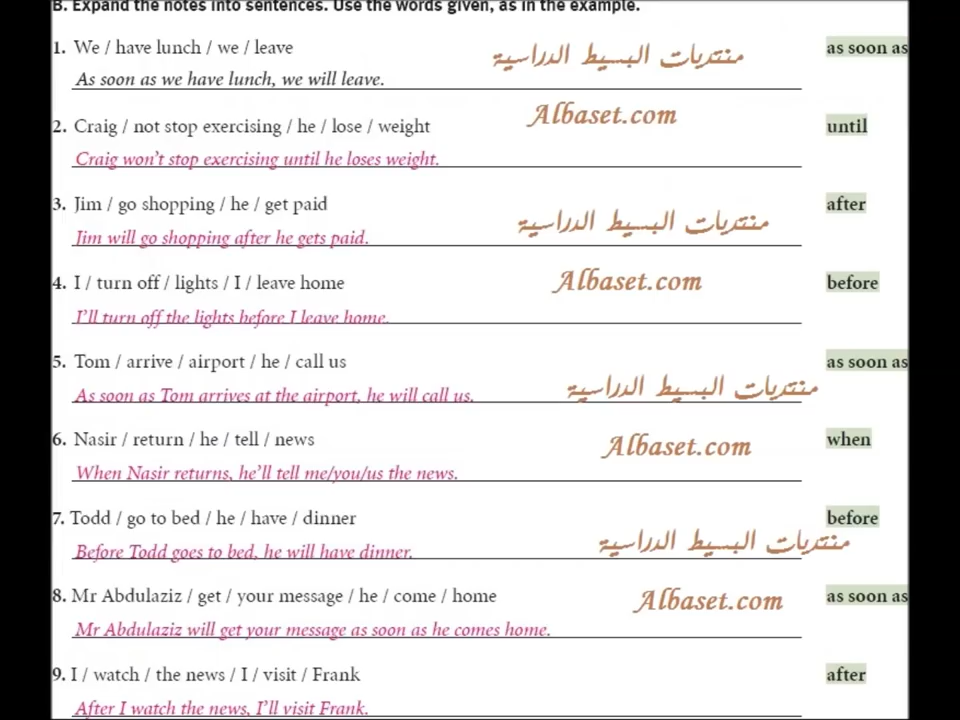 B. Expand the notes into sentences. Use the words given, as in the example.
1. We / have lunch / we / leave as soon as
منتديات البسيط الدراسية
As soon as we have lunch, we will leave.
Albaset.com
2. Craig / not stop exercising / he / lose / weight until
Craig won't stop exercising until he loses weight.
3. Jim / go shopping / he / get paid after
منتديات البسيط الدراسية
Jim will go shopping after he gets paid.
4. I / turn off / lights / I / leave home before
Albaset.com
I'll turn off the lights before I leave home.
5. Tom / arrive / airport / he / call us as soon as
منتديات البسيط الدراسية
As soon as Tom arrives at the airport, he will call us.
6. Nasir / return / he / tell / news when
Albaset.com
When Nasir returns, he'll tell me/you/us the news.
7. Todd / go to bed / he / have / dinner before
منتديات البسيط الدراسية
Before Todd goes to bed, he will have dinner.
8. Mr Abdulaziz / get / your message / he / come / home as soon as
Albaset.com
Mr Abdulaziz will get your message as soon as he comes home.
9. I / watch / the news / I / visit / Frank after
After I watch the news, I'll visit Frank.